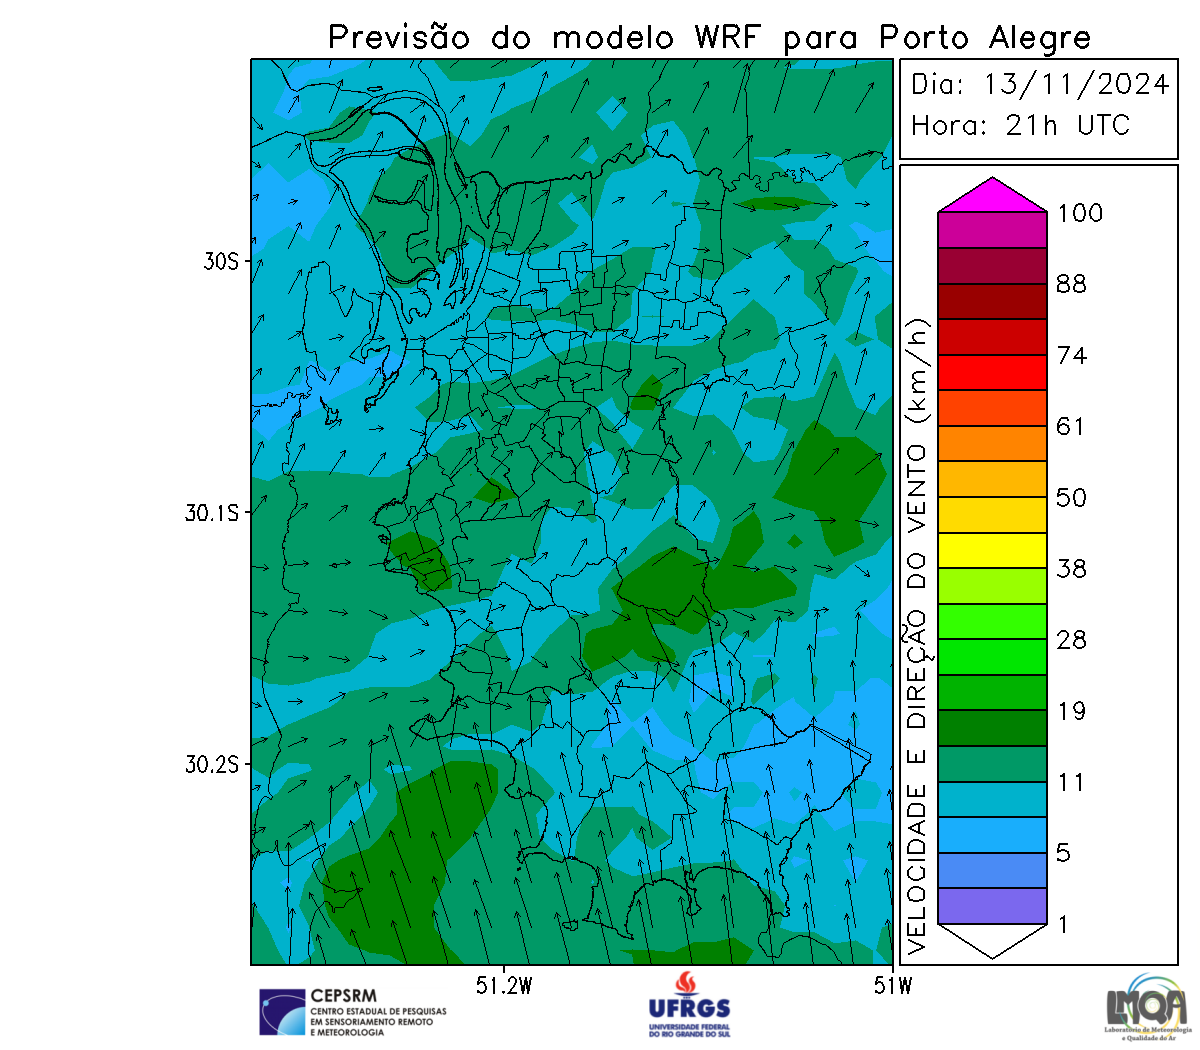 Previsão do modelo WRF para Porto Alegre
Dia: 13/11/2024
Hora: 21h UTC
VELOCIDADE E DIREÇÃO DO VENTO (km/h)
100
88
74
61
50
38
28
19
11
5
1
30S
30.1S
30.2S
51.2W
51W
CEPSRM
CENTRO ESTADUAL DE PESQUISAS
EM SENSORIAMENTO REMOTO
E METEOROLOGIA
UFRGS
UNIVERSIDADE FEDERAL
DO RIO GRANDE DO SUL
LMQA
Laboratório de Meteorologia
e Qualidade do Ar